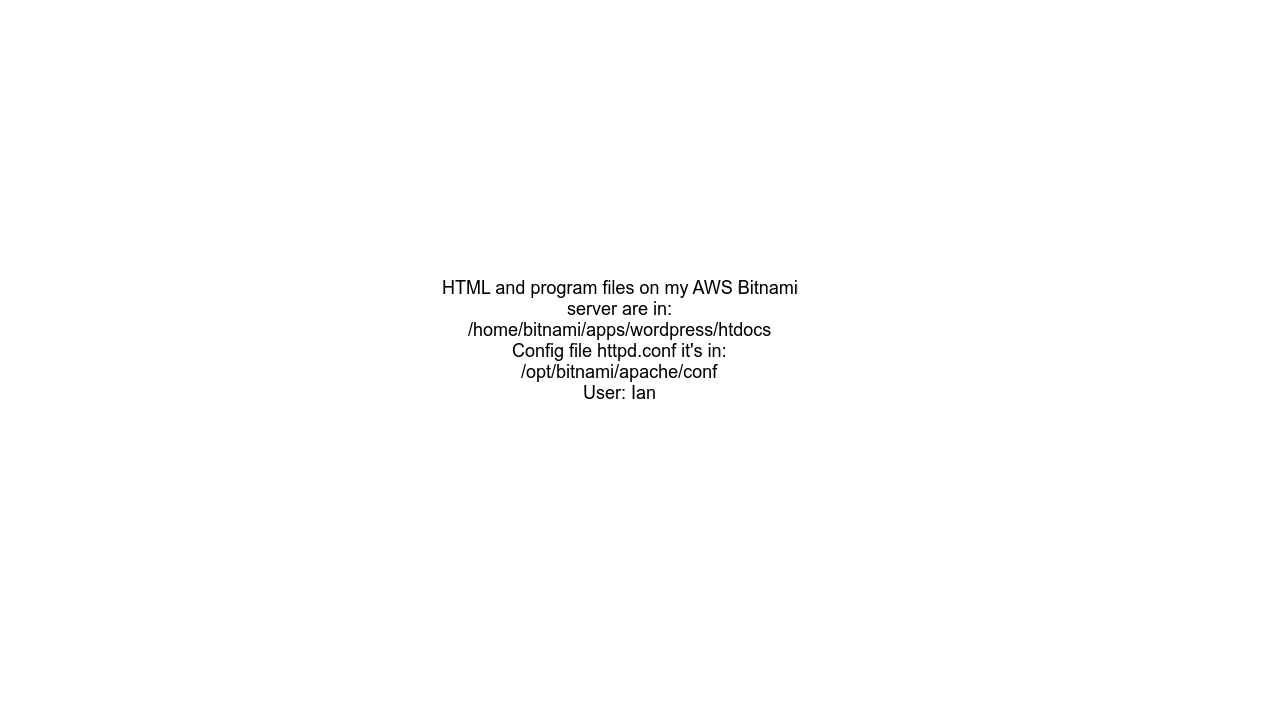 HTML and program files on my AWS Bitnami
server are in:
/home/bitnami/apps/wordpress/htdocs
Config file httpd.conf it's in:
/opt/bitnami/apache/conf
User: Ian